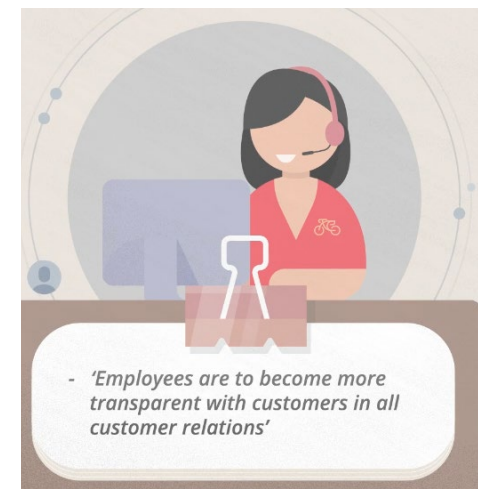 - ‘Employees are to become more
transparent with customers in all
customer relations’